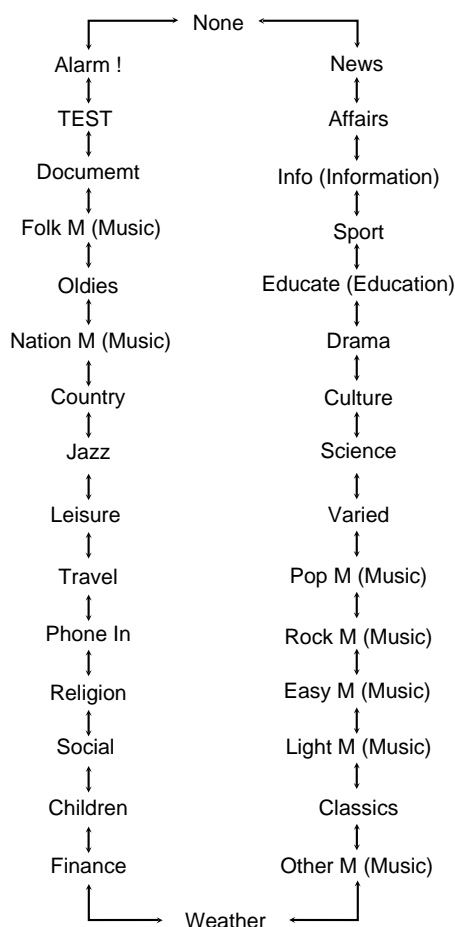 None
Alarm !
News
TEST
Affairs
Documemt
Info (Information)
Folk M (Music)
Sport
Oldies
Educate (Education)
Nation M (Music)
Drama
Country
Culture
Jazz
Science
Leisure
Varied
Travel
Pop M (Music)
Phone In
Rock M (Music)
Religion
Easy M (Music)
Social
Light M (Music)
Children
Classics
Finance
Other M (Music)
Weather